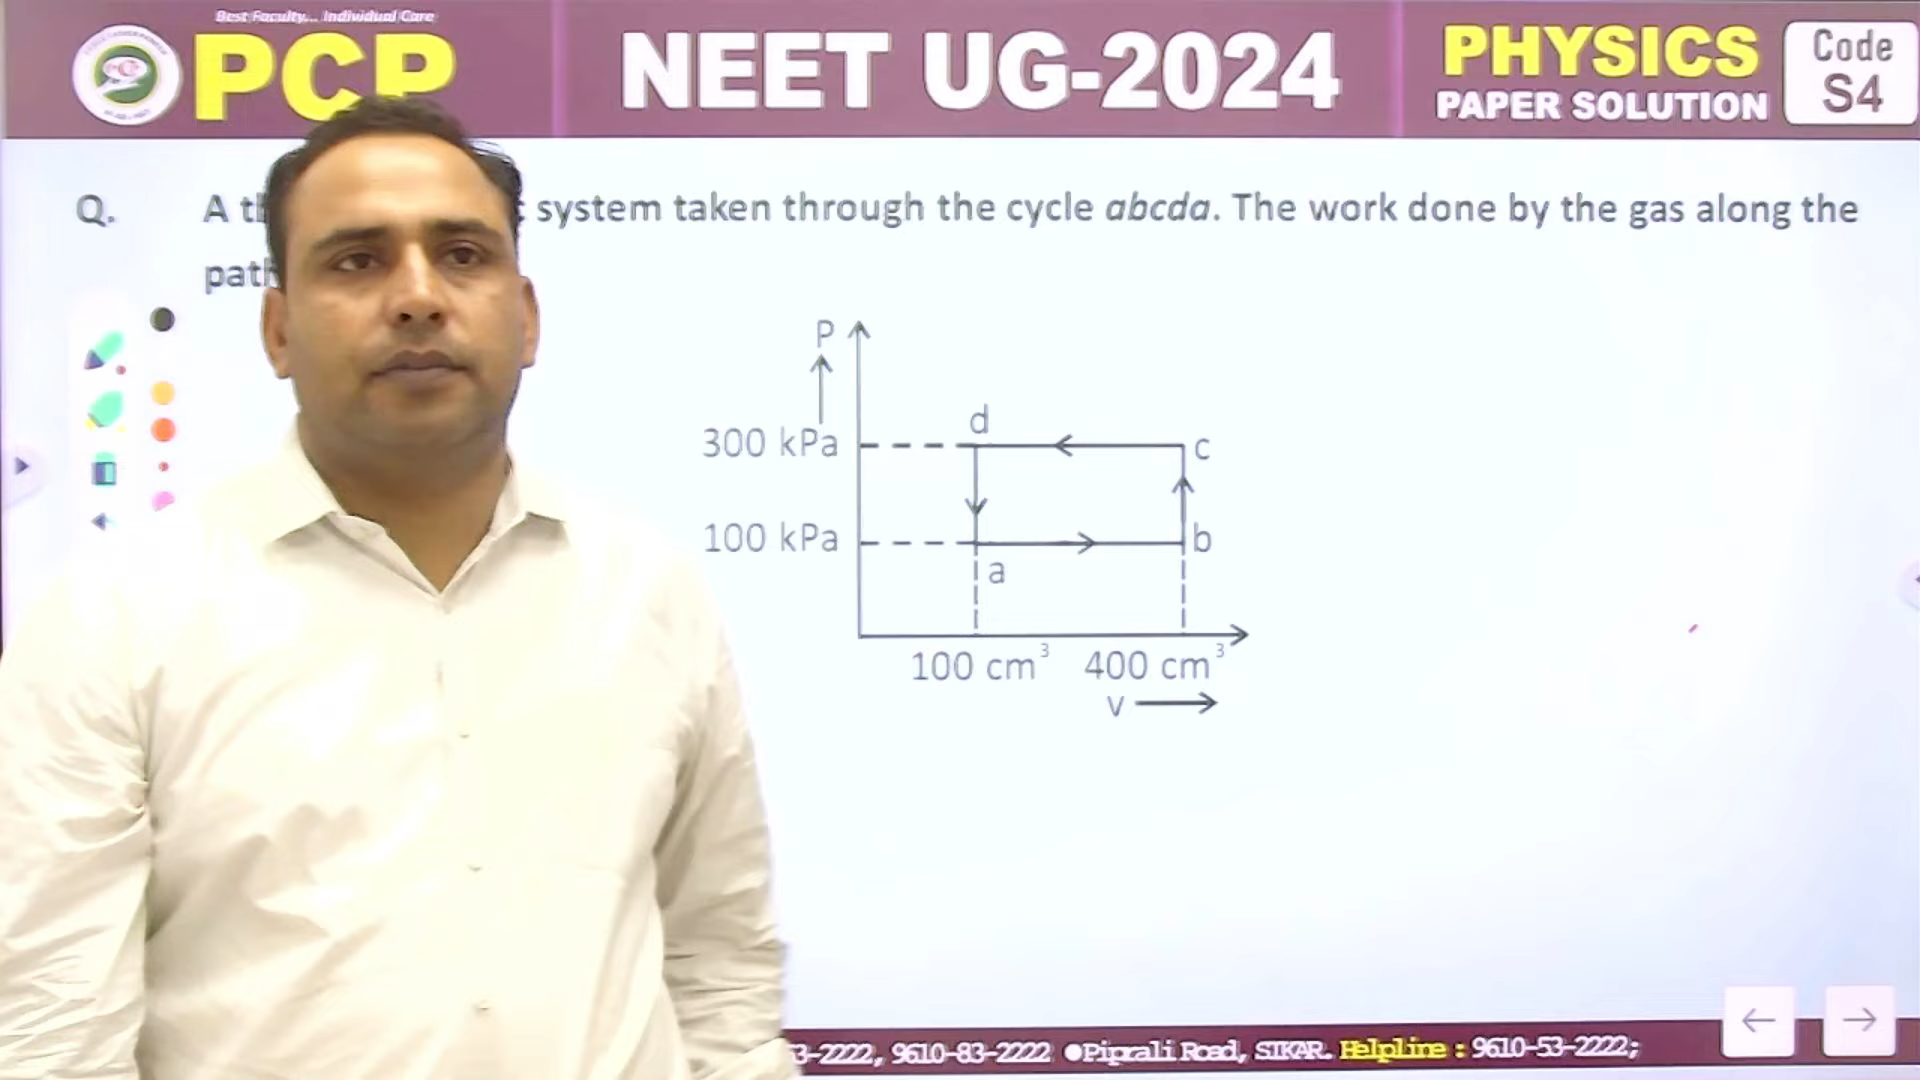 Best Faculty... Individual Care
PCP
NEET UG-2024
PHYSICS
PAPER SOLUTION
Code
S4
Q. A system taken through the cycle abcda. The work done by the gas along the
P
d
300 kPa
c
100 kPa
b
a
100 cm³ 400 cm³
V
3-2222, 9610-83-2222 ●Piprali Road, SIKAR. Helpline : 9610-53-2222;